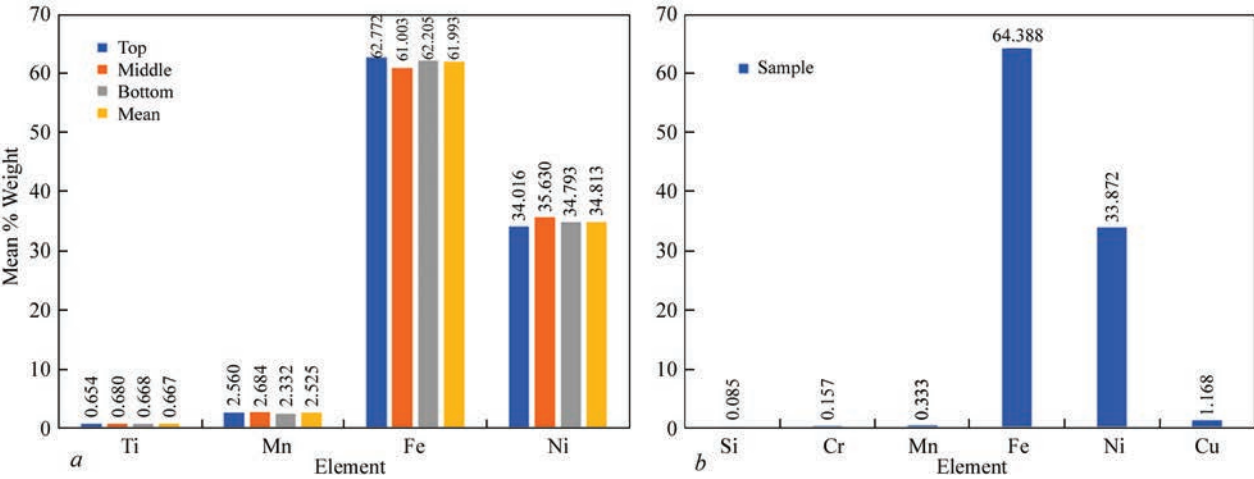 Mean % Weight
70
60
50
40
30
20
10
0
Top
Middle
Bottom
Mean
0.654
0.680
0.668
0.667
2.560
2.684
2.332
2.525
62.772
61.003
62.205
61.993
34.016
35.630
34.793
34.813
Ti
Mn
Fe
Ni
a
Element
70
60
50
40
30
20
10
0
Sample
0.085
0.157
0.333
64.388
33.872
1.168
Si
Cr
Mn
Fe
Ni
Cu
b
Element